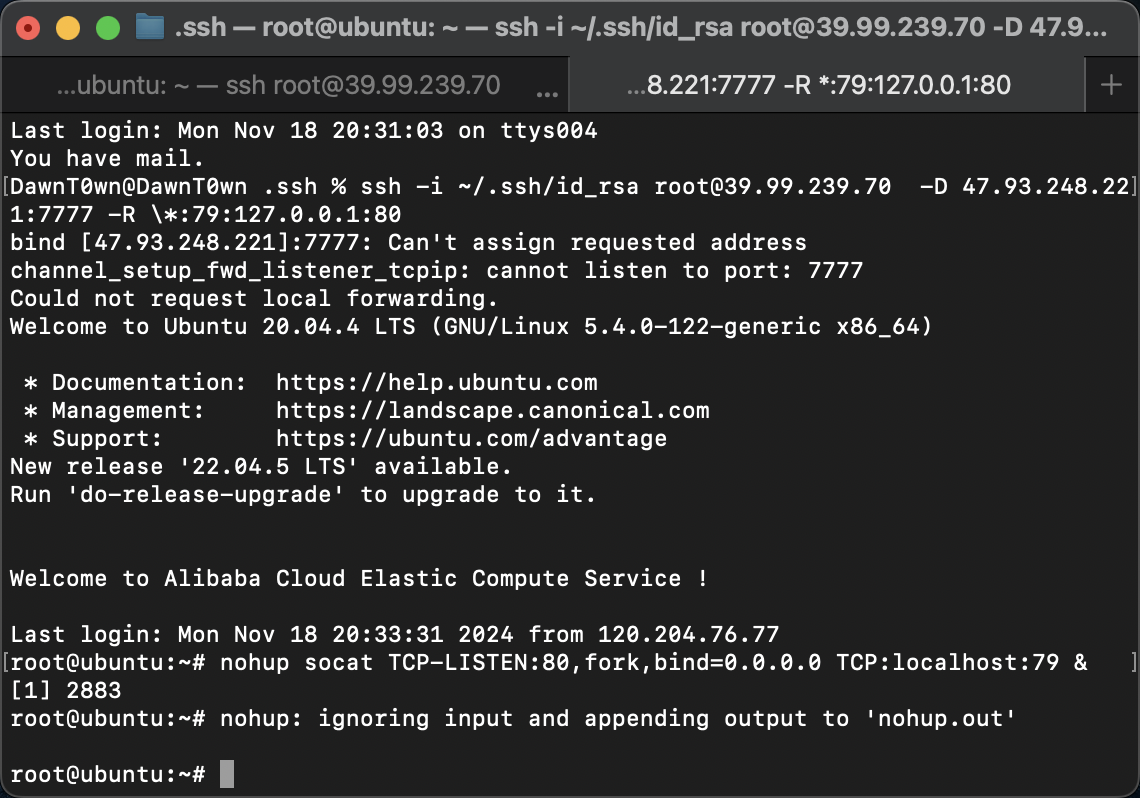 .ssh — root@ubuntu: ~ — ssh -i ~/.ssh/id_rsa root@39.99.239.70 -D 47.9...
...ubuntu: ~ — ssh root@39.99.239.70 ...
...8.221:7777 -R *:79:127.0.0.1:80 +
Last login: Mon Nov 18 20:31:03 on ttys004
You have mail.
[DawnT0wn@DawnT0wn .ssh % ssh -i ~/.ssh/id_rsa root@39.99.239.70  -D 47.93.248.22]
1:7777 -R \*:79:127.0.0.1:80
bind [47.93.248.221]:7777: Can't assign requested address
channel_setup_fwd_listener_tcpip: cannot listen to port: 7777
Could not request local forwarding.
Welcome to Ubuntu 20.04.4 LTS (GNU/Linux 5.4.0-122-generic x86_64)
* Documentation:  https://help.ubuntu.com
* Management:     https://landscape.canonical.com
* Support:        https://ubuntu.com/advantage
New release '22.04.5 LTS' available.
Run 'do-release-upgrade' to upgrade to it.
Welcome to Alibaba Cloud Elastic Compute Service !
Last login: Mon Nov 18 20:33:31 2024 from 120.204.76.77
[root@ubuntu:~# nohup socat TCP-LISTEN:80,fork,bind=0.0.0.0 TCP:localhost:79 &   ]
[1] 2883
root@ubuntu:~# nohup: ignoring input and appending output to 'nohup.out'
root@ubuntu:~#